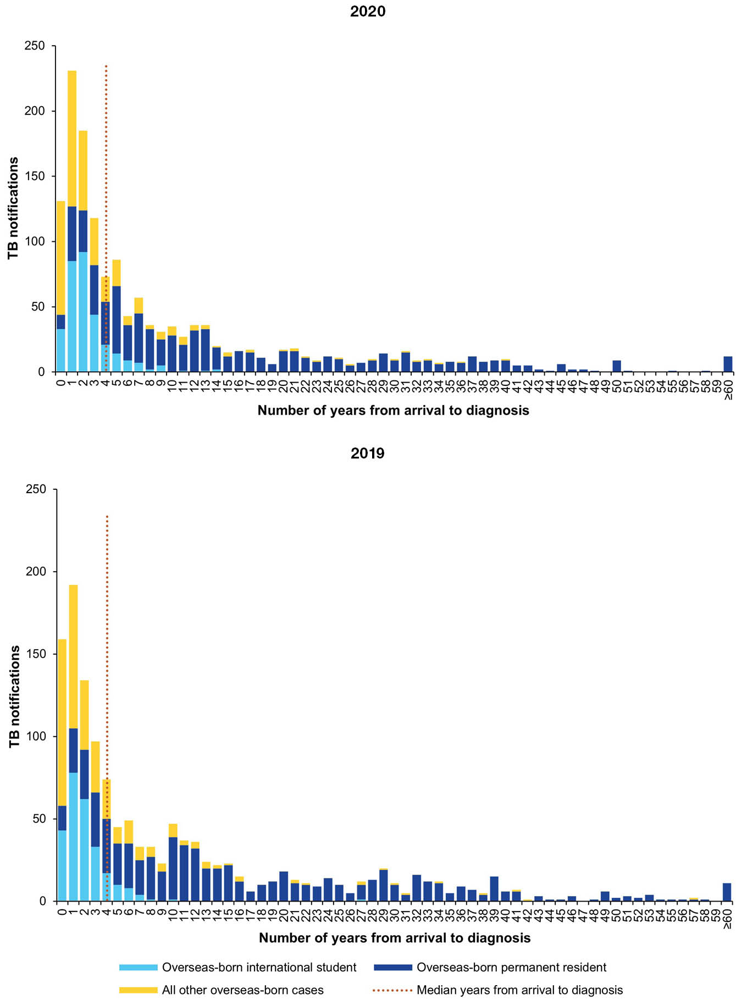 2020
250
200
150
100
50
0
TB notifications
0 1 2 3 4 5 6 7 8 9 10 11 12 13 14 15 16 17 18 19 20 21 22 23 24 25 26 27 28 29 30 31 32 33 34 35 36 37 38 39 40 41 42 43 44 45 46 47 48 49 50 51 52 53 54 55 56 57 58 59 ≥60
Number of years from arrival to diagnosis
2019
250
200
150
100
50
0
TB notifications
0 1 2 3 4 5 6 7 8 9 10 11 12 13 14 15 16 17 18 19 20 21 22 23 24 25 26 27 28 29 30 31 32 33 34 35 36 37 38 39 40 41 42 43 44 45 46 47 48 49 50 51 52 53 54 55 56 57 58 59 ≥60
Number of years from arrival to diagnosis
Overseas-born international student
Overseas-born permanent resident
All other overseas-born cases
Median years from arrival to diagnosis